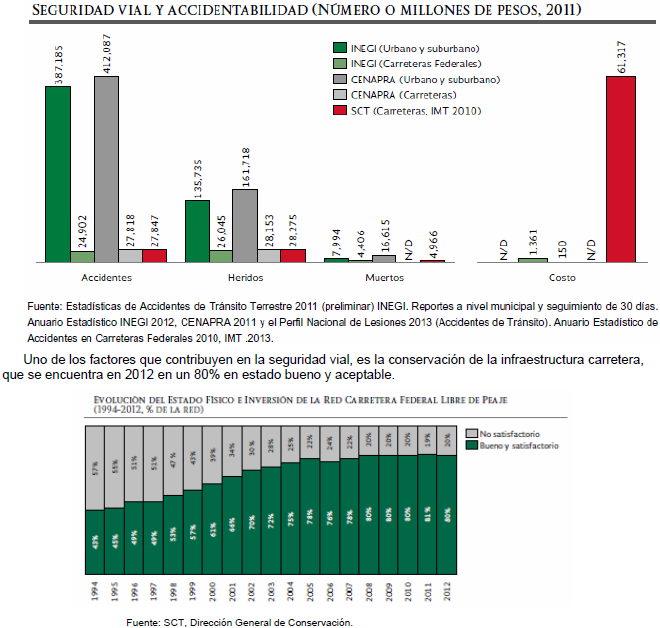 SEGURIDAD VIAL Y ACCIDENTABILIDAD (NÚMERO O MILLONES DE PESOS, 2011)
INEGI (Urbano y suburbano)
INEGI (Carreteras Federales)
CENAPRA (Urbano y suburbano)
CENAPRA (Carreteras)
SCT (Carreteras, IMT 2010)
387,185
24,902
412,087
27,818
27,847
135,735
26,045
161,718
28,153
28,275
7,994
4,406
16,615
N/D
4,966
N/D
1,361
150
N/D
61,317
Accidentes
Heridos
Muertos
Costo
Fuente: Estadísticas de Accidentes de Tránsito Terrestre 2011 (preliminar) INEGI. Reportes a nivel municipal y seguimiento de 30 días.
Anuario Estadístico INEGI 2012, CENAPRA 2011 y el Perfil Nacional de Lesiones 2013 (Accidentes de Tránsito). Anuario Estadístico de
Accidentes en Carreteras Federales 2010, IMT .2013.
Uno de los factores que contribuyen en la seguridad vial, es la conservación de la infraestructura carretera,
que se encuentra en 2012 en un 80% en estado bueno y aceptable.
EVOLUCIÓN DEL ESTADO FÍSICO E INVERSIÓN DE LA RED CARRETERA FEDERAL LIBRE DE PEAJE
(1994-2012, % DE LA RED)
No satisfactorio
Bueno y satisfactorio
57% 55% 51% 51% 47% 43% 39% 34% 30% 28% 25% 22% 24% 22% 20% 20% 20% 19% 20%
43% 45% 49% 49% 53% 57% 61% 66% 70% 72% 75% 78% 76% 78% 80% 80% 80% 81% 80%
1994 1995 1996 1997 1998 1999 2000 2001 2002 2003 2004 2005 2006 2007 2008 2009 2010 2011 2012
Fuente: SCT, Dirección General de Conservación.